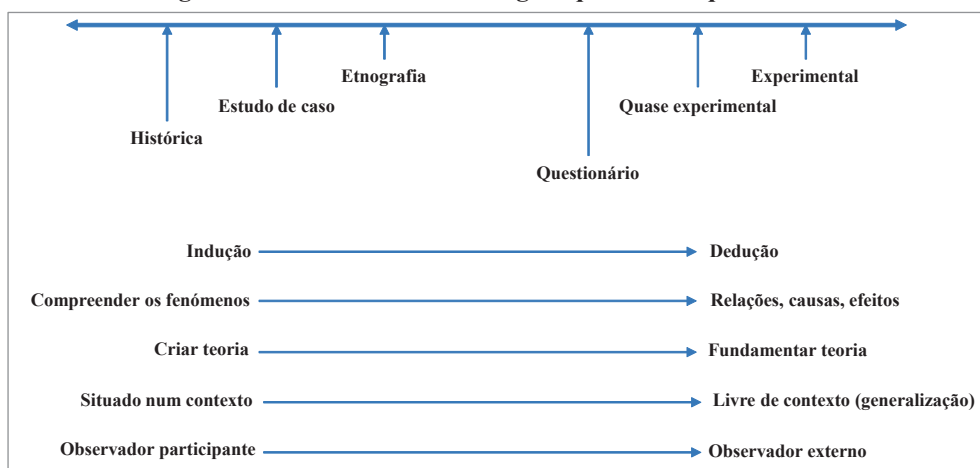 Etnografia
Experimental
Estudo de caso
Quase experimental
Histórica
Questionário
Indução
Dedução
Compreender os fenómenos
Relações, causas, efeitos
Criar teoria
Fundamentar teoria
Situado num contexto
Livre de contexto (generalização)
Observador participante
Observador externo